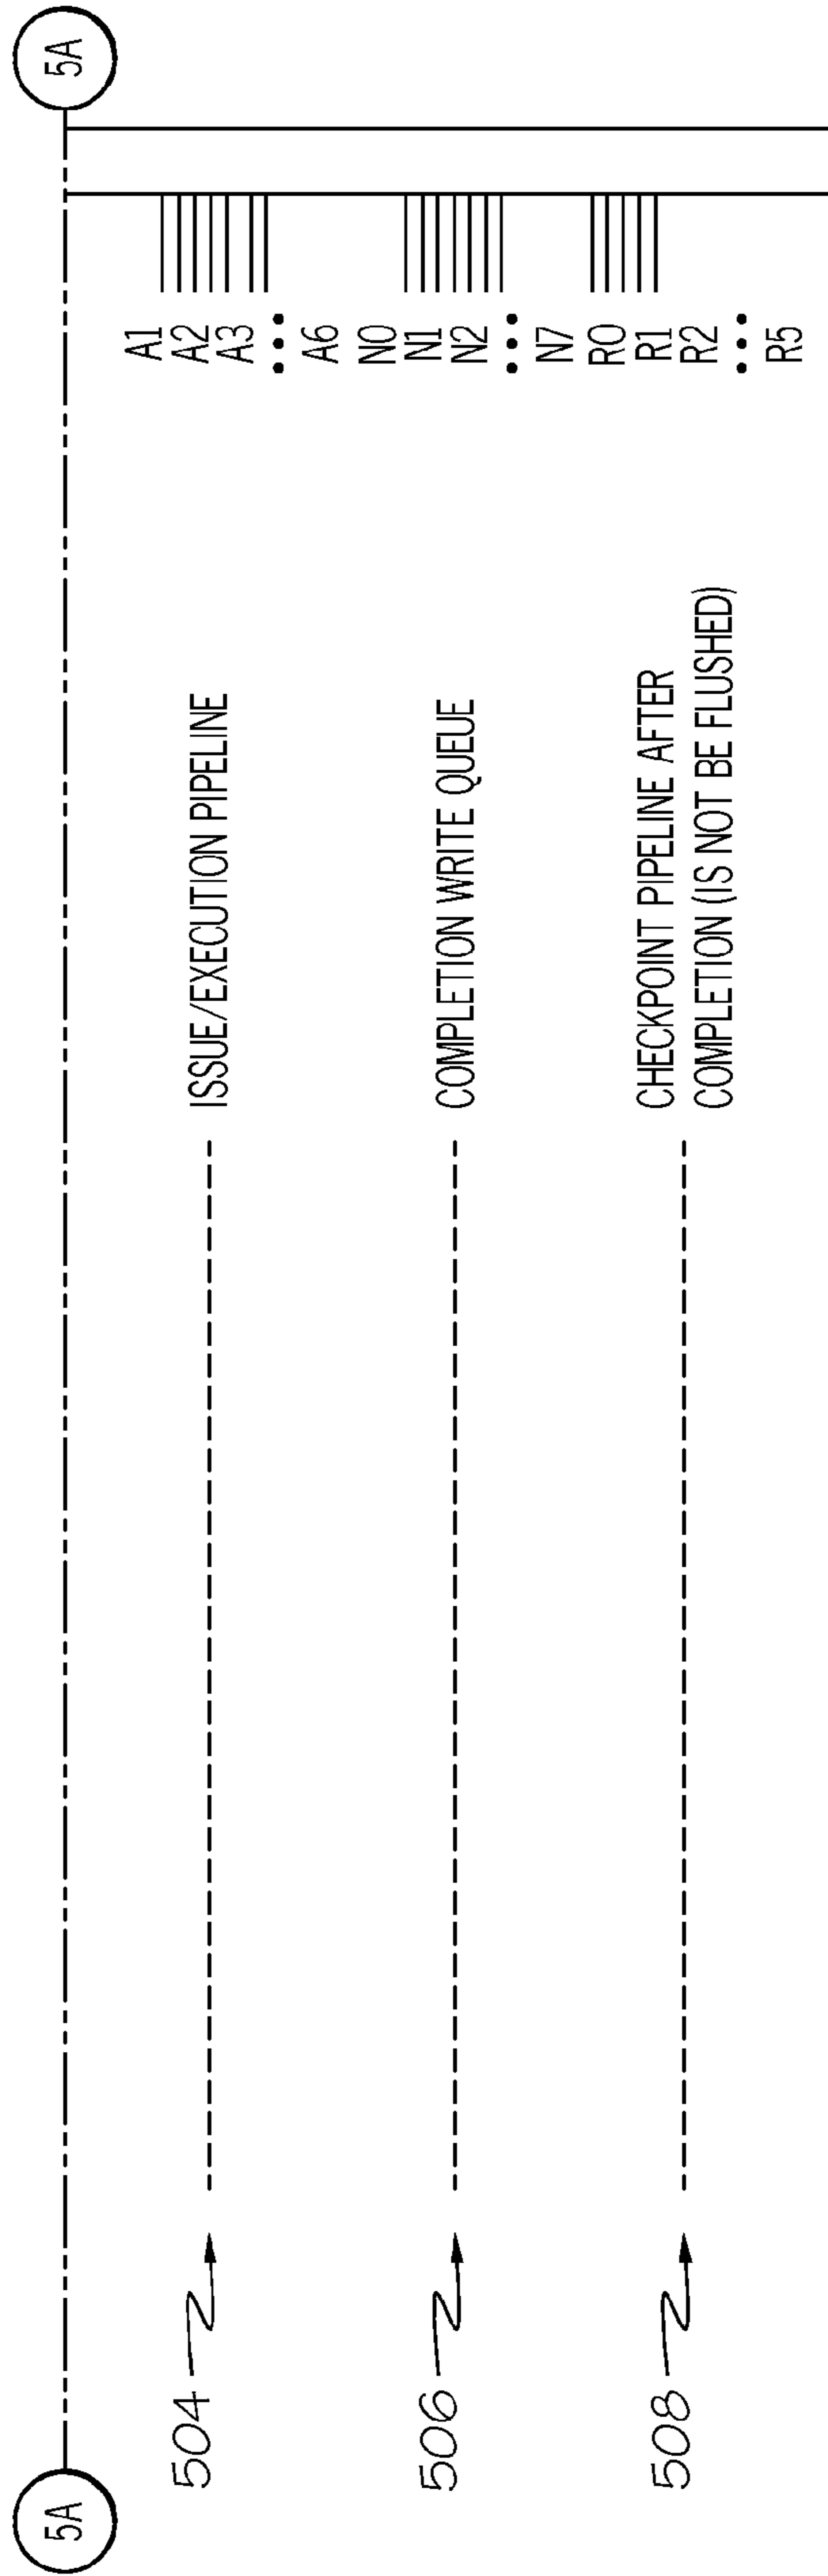 5A
5A
504
ISSUE/EXECUTION PIPELINE
A1
A2
A3
A6
506
COMPLETION WRITE QUEUE
N0
N1
N2
N7
508
CHECKPOINT PIPELINE AFTER
COMPLETION (IS NOT BE FLUSHED)
R0
R1
R2
R5